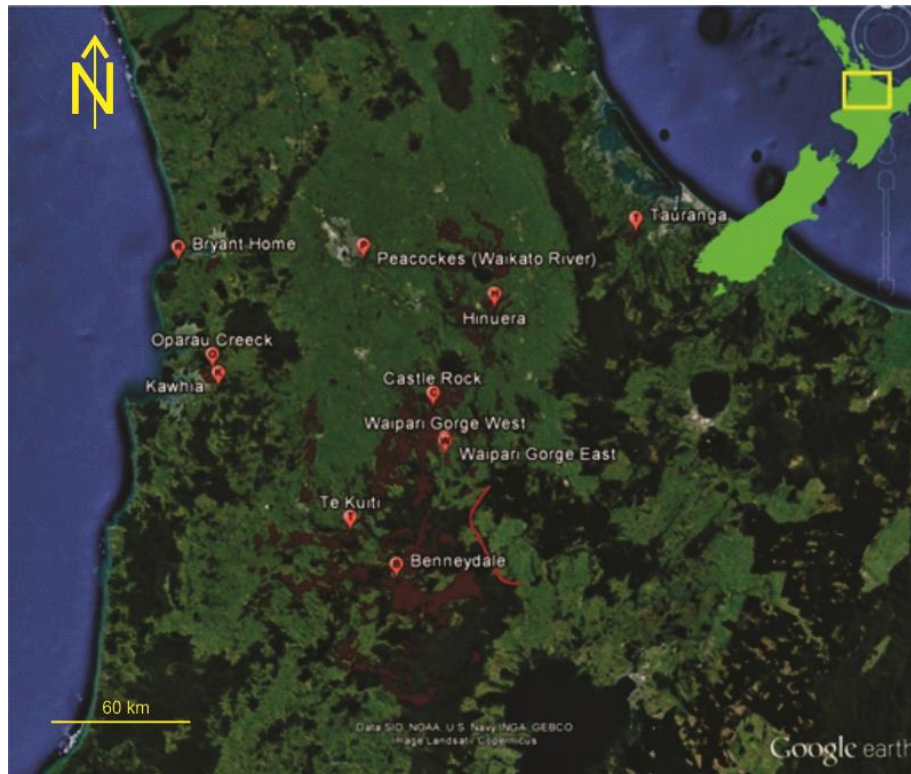 N
Tauranga
Bryant Home
Peacockes (Waikato River)
Hinuera
Oparau Creeck
Kawhia
Castle Rock
Waipari Gorge West
Waipari Gorge East
Te Kuiti
Benneydale
60 km
Data SIO, NOAA, U.S. Navy, NGA, GEBCO
Image Landsat - Copernicus
Google earth